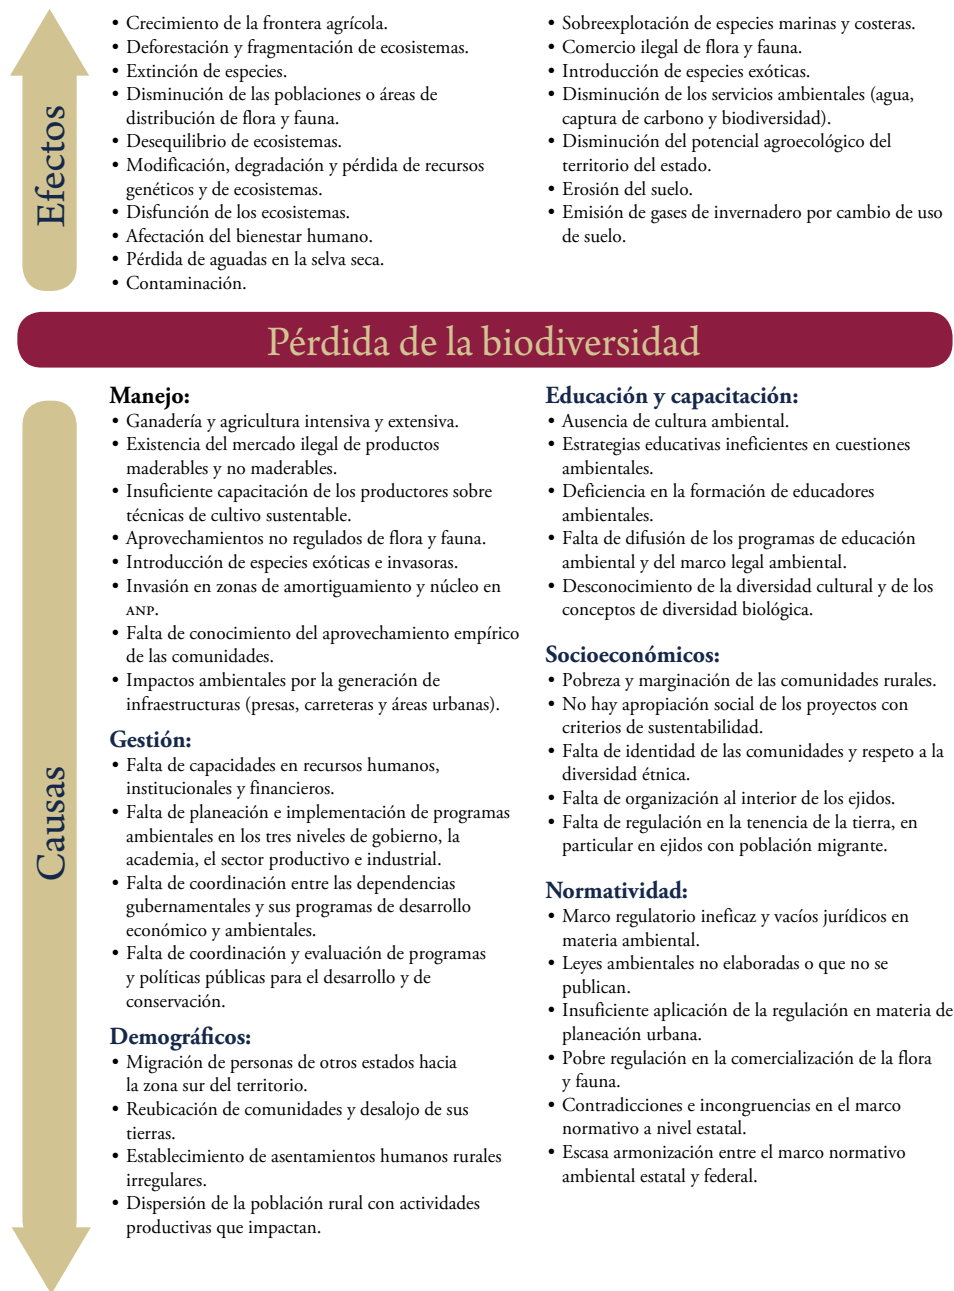 Efectos
• Crecimiento de la frontera agrícola.
• Deforestación y fragmentación de ecosistemas.
• Extinción de especies.
• Disminución de las poblaciones o áreas de
distribución de flora y fauna.
• Desequilibrio de ecosistemas.
• Modificación, degradación y pérdida de recursos
genéticos y de ecosistemas.
• Disfunción de los ecosistemas.
• Afectación del bienestar humano.
• Pérdida de aguadas en la selva seca.
• Contaminación.
• Sobreexplotación de especies marinas y costeras.
• Comercio ilegal de flora y fauna.
• Introducción de especies exóticas.
• Disminución de los servicios ambientales (agua,
captura de carbono y biodiversidad).
• Disminución del potencial agroecológico del
territorio del estado.
• Erosión del suelo.
• Emisión de gases de invernadero por cambio de uso
de suelo.
Pérdida de la biodiversidad
Causas
Manejo:
• Ganadería y agricultura intensiva y extensiva.
• Existencia del mercado ilegal de productos
maderables y no maderables.
• Insuficiente capacitación de los productores sobre
técnicas de cultivo sustentable.
• Aprovechamientos no regulados de flora y fauna.
• Introducción de especies exóticas e invasoras.
• Invasión en zonas de amortiguamiento y núcleo en
ANP.
• Falta de conocimiento del aprovechamiento empírico
de las comunidades.
• Impactos ambientales por la generación de
infraestructuras (presas, carreteras y áreas urbanas).
Gestión:
• Falta de capacidades en recursos humanos,
institucionales y financieros.
• Falta de planeación e implementación de programas
ambientales en los tres niveles de gobierno, la
academia, el sector productivo e industrial.
• Falta de coordinación entre las dependencias
gubernamentales y sus programas de desarrollo
económico y ambientales.
• Falta de coordinación y evaluación de programas
y políticas públicas para el desarrollo y de
conservación.
Demográficos:
• Migración de personas de otros estados hacia
la zona sur del territorio.
• Reubicación de comunidades y desalojo de sus
tierras.
• Establecimiento de asentamientos humanos rurales
irregulares.
• Dispersión de la población rural con actividades
productivas que impactan.
Educación y capacitación:
• Ausencia de cultura ambiental.
• Estrategias educativas ineficientes en cuestiones
ambientales.
• Deficiencia en la formación de educadores
ambientales.
• Falta de difusión de los programas de educación
ambiental y del marco legal ambiental.
• Desconocimiento de la diversidad cultural y de los
conceptos de diversidad biológica.
Socioeconómicos:
• Pobreza y marginación de las comunidades rurales.
• No hay apropiación social de los proyectos con
criterios de sustentabilidad.
• Falta de identidad de las comunidades y respeto a la
diversidad étnica.
• Falta de organización al interior de los ejidos.
• Falta de regulación en la tenencia de la tierra, en
particular en ejidos con población migrante.
Normatividad:
• Marco regulatorio ineficaz y vacíos jurídicos en
materia ambiental.
• Leyes ambientales no elaboradas o que no se
publican.
• Insuficiente aplicación de la regulación en materia de
planeación urbana.
• Pobre regulación en la comercialización de la flora
y fauna.
• Contradicciones e incongruencias en el marco
normativo a nivel estatal.
• Escasa armonización entre el marco normativo
ambiental estatal y federal.